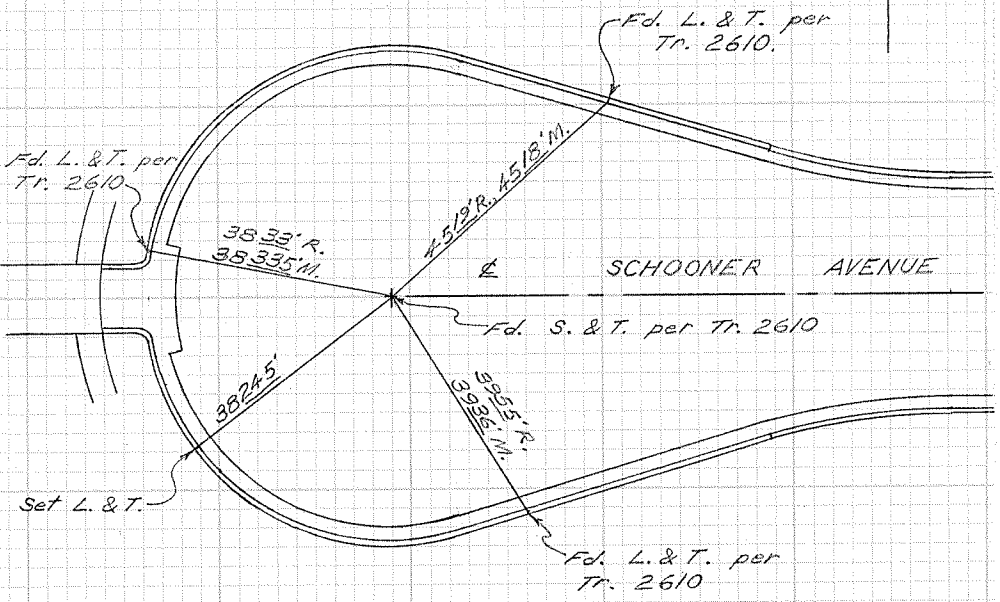 Fd. L. & T. per
Tr. 2610.
Fd. L. & T. per
Tr. 2610
45.19' R., 45.18' M.
38.33' R.
38.335' M.
℄ SCHOONER AVENUE
Fd. S. & T. per Tr. 2610
38.245'
39.55' R.
39.36' M.
Set L. & T.
Fd. L. & T. per
Tr. 2610